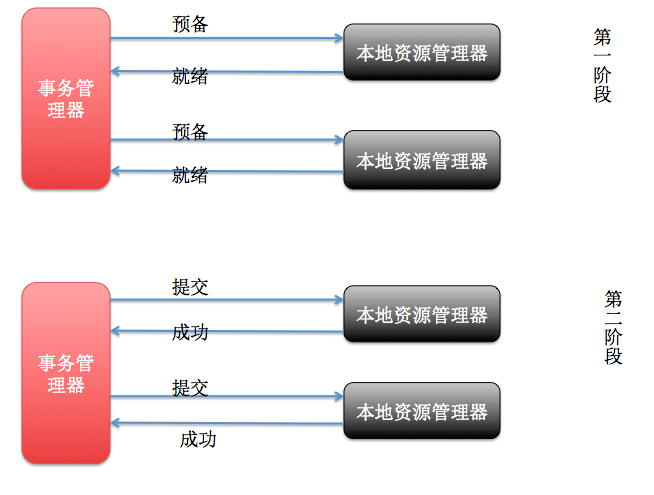 预备
本地资源管理器
就绪
事务管
理器
预备
本地资源管理器
就绪
第一阶段
提交
本地资源管理器
成功
事务管
理器
提交
本地资源管理器
成功
第二阶段